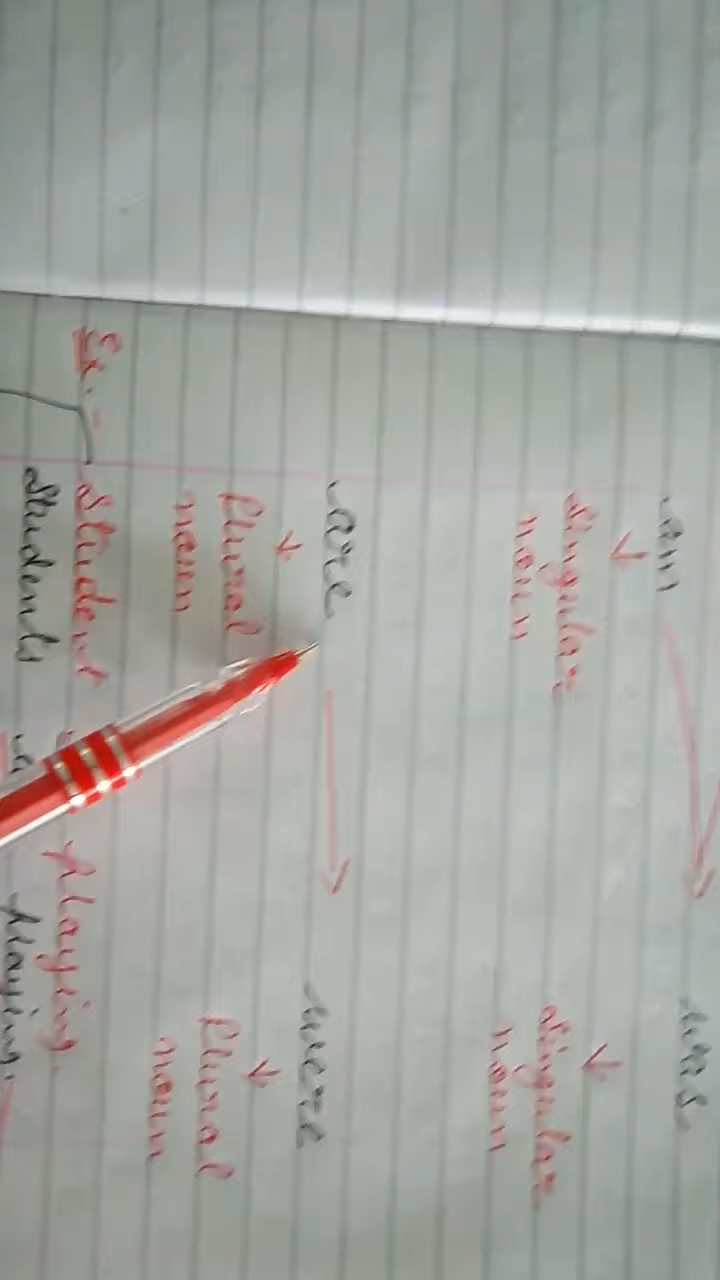 am was
↓ ↓
Singular Singular
noun noun
are → were
↓ ↓
Plural Plural
noun noun
Ex.- Student playing.
Students playing.